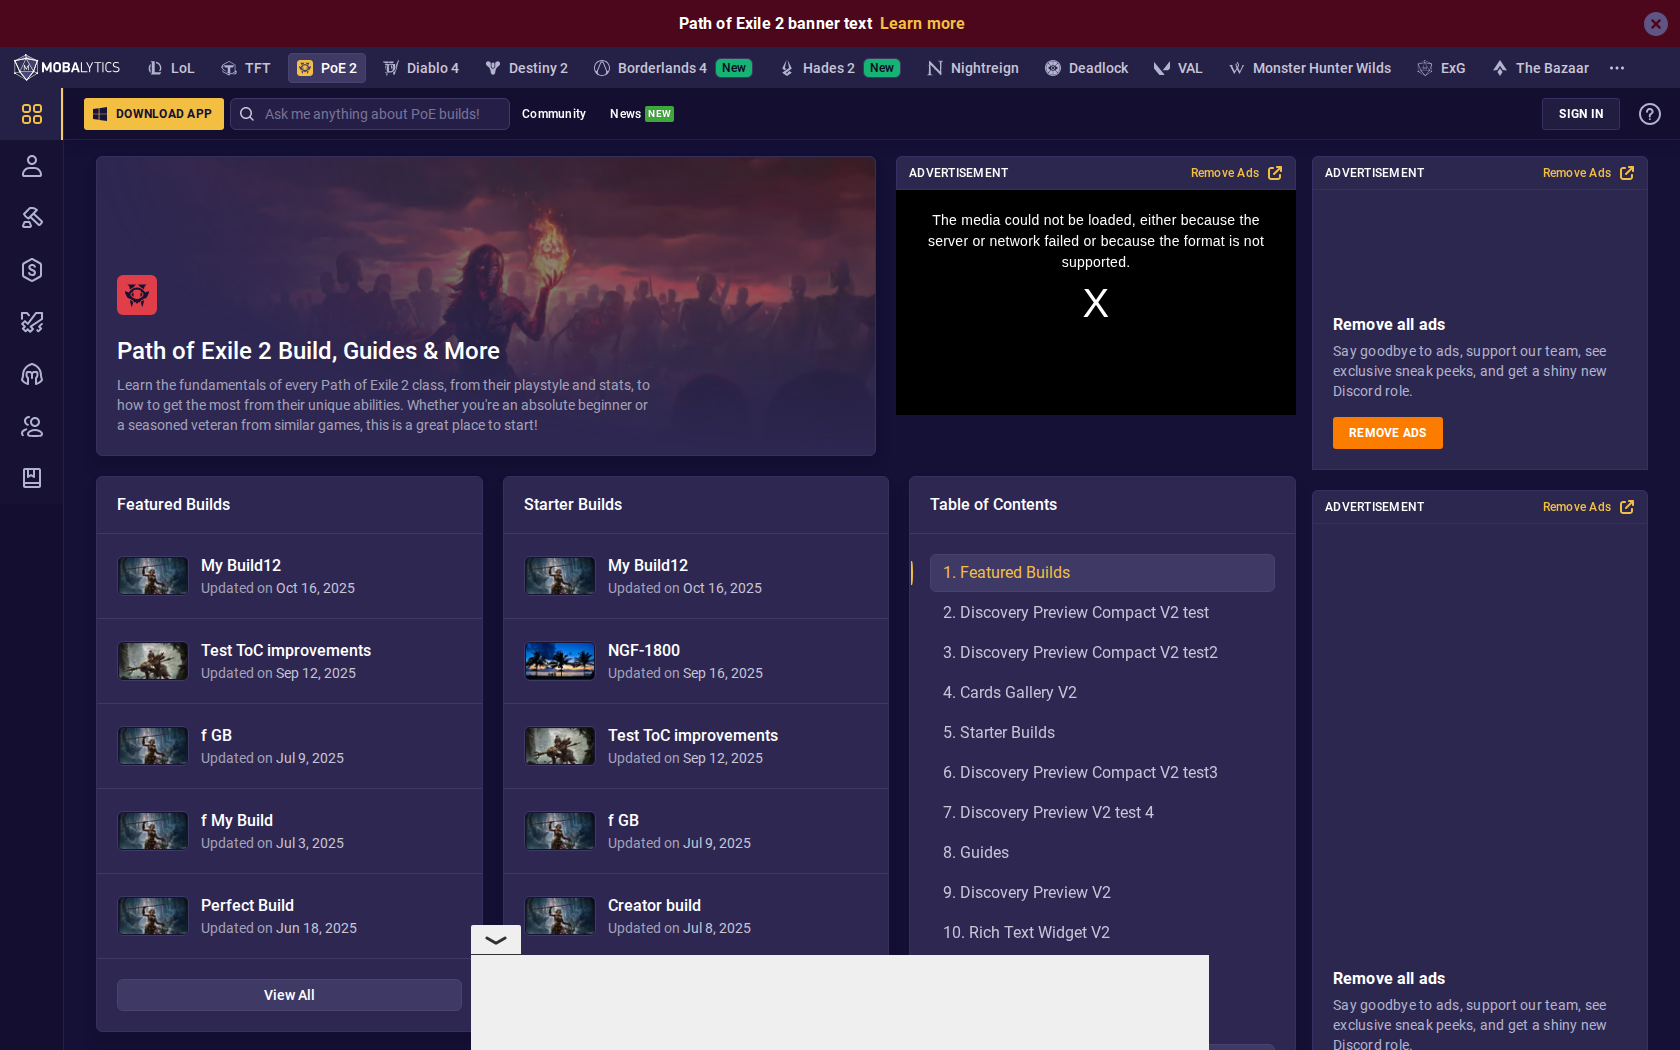 Path of Exile 2 banner text Learn more
MOBALYTICS
LoL
TFT
PoE 2
Diablo 4
Destiny 2
Borderlands 4 New
Hades 2 New
Nightreign
Deadlock
VAL
Monster Hunter Wilds
ExG
The Bazaar
DOWNLOAD APP
Ask me anything about PoE builds!
Community
News NEW
SIGN IN
Path of Exile 2 Build, Guides & More
Learn the fundamentals of every Path of Exile 2 class, from their playstyle and stats, to
how to get the most from their unique abilities. Whether you're an absolute beginner or
a seasoned veteran from similar games, this is a great place to start!
ADVERTISEMENT
Remove Ads
The media could not be loaded, either because the
server or network failed or because the format is not
supported.
X
ADVERTISEMENT
Remove Ads
Remove all ads
Say goodbye to ads, support our team, see
exclusive sneak peeks, and get a shiny new
Discord role.
REMOVE ADS
Featured Builds
My Build12
Updated on Oct 16, 2025
Test ToC improvements
Updated on Sep 12, 2025
f GB
Updated on Jul 9, 2025
f My Build
Updated on Jul 3, 2025
Perfect Build
Updated on Jun 18, 2025
View All
Starter Builds
My Build12
Updated on Oct 16, 2025
NGF-1800
Updated on Sep 16, 2025
Test ToC improvements
Updated on Sep 12, 2025
f GB
Updated on Jul 9, 2025
Creator build
Updated on Jul 8, 2025
Table of Contents
1. Featured Builds
2. Discovery Preview Compact V2 test
3. Discovery Preview Compact V2 test2
4. Cards Gallery V2
5. Starter Builds
6. Discovery Preview Compact V2 test3
7. Discovery Preview V2 test 4
8. Guides
9. Discovery Preview V2
10. Rich Text Widget V2
ADVERTISEMENT
Remove Ads
Remove all ads
Say goodbye to ads, support our team, see
exclusive sneak peeks, and get a shiny new
Discord role.